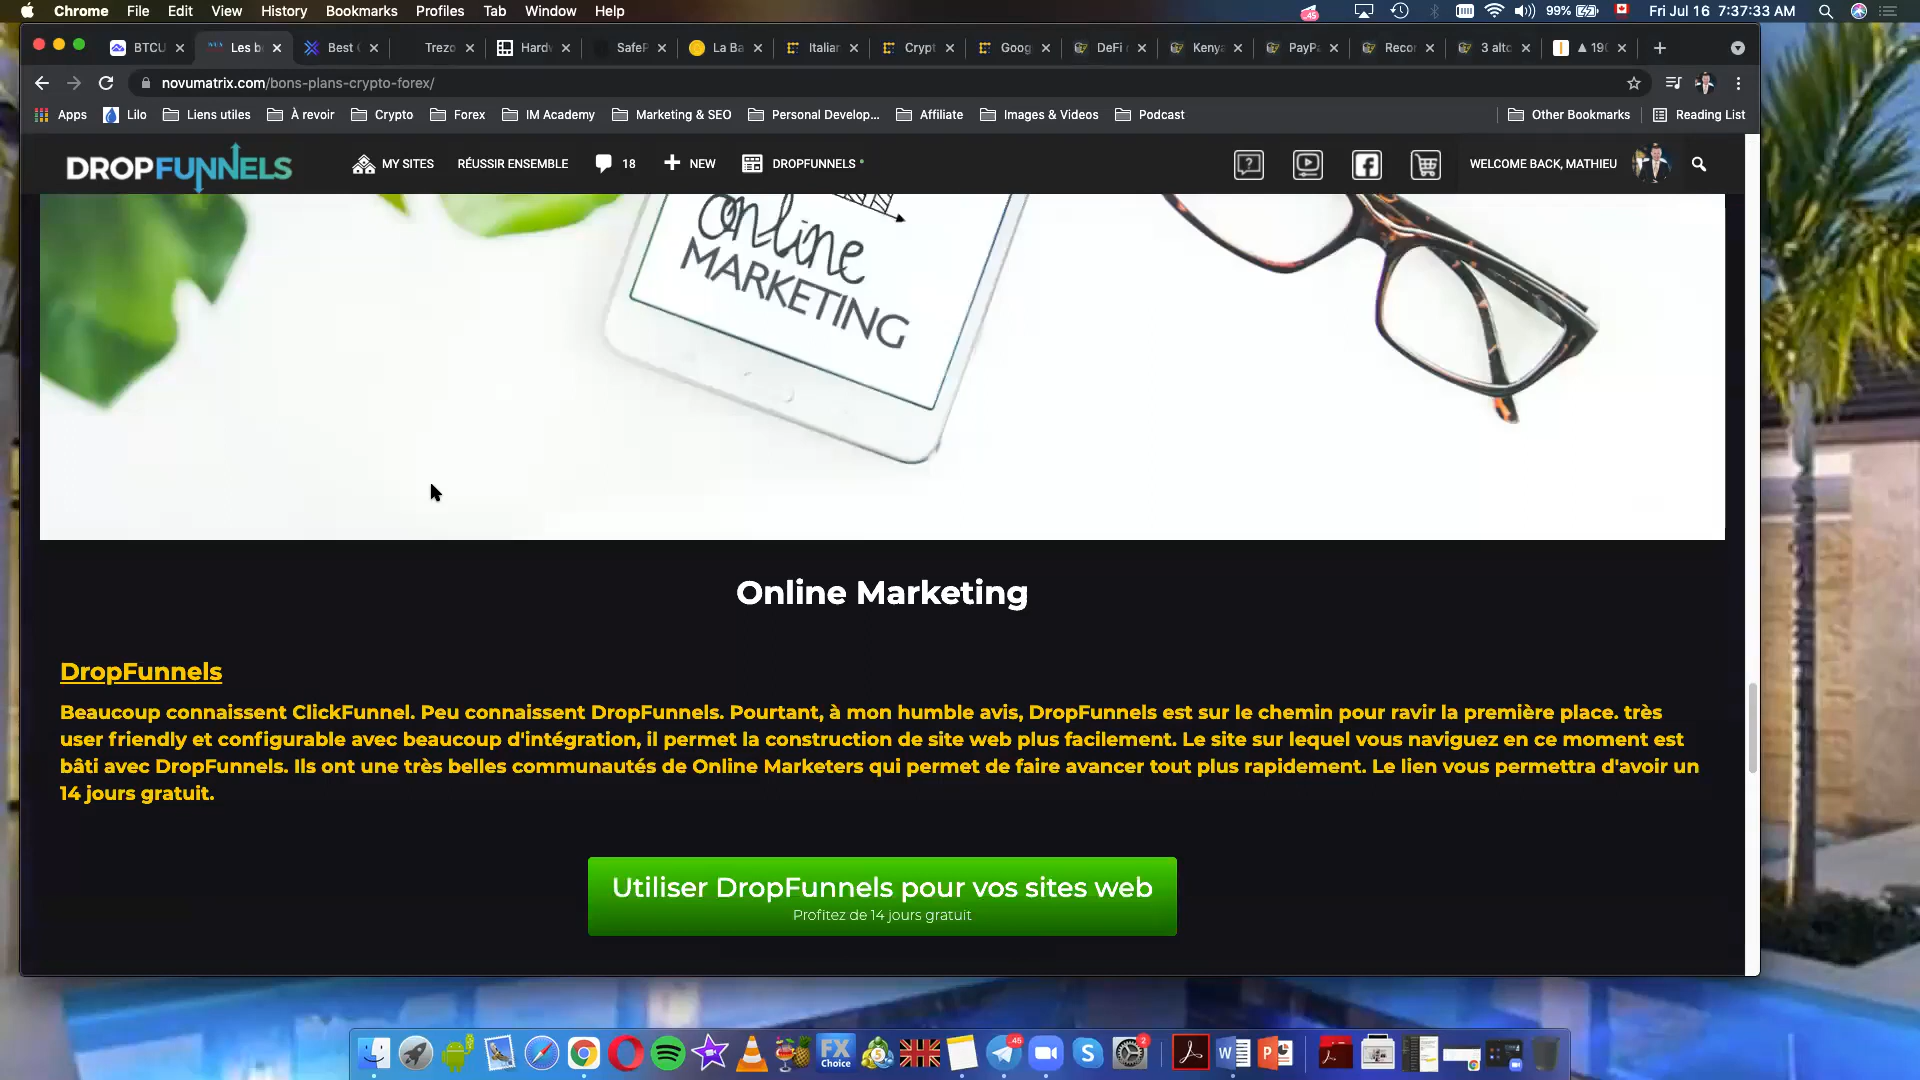 Chrome File Edit View History Bookmarks Profiles Tab Window Help 99% Fri Jul 16 7:37:33 AM
BTCU Les b Best Trezo Hardw SafeP La Ba Italian Crypt Goog DeFi Kenya PayPa Recor 3 altc 190
novumatrix.com/bons-plans-crypto-forex/
Apps Lilo Liens utiles À revoir Crypto Forex IM Academy Marketing & SEO Personal Develop... Affiliate Images & Videos Podcast Other Bookmarks Reading List
DROPFUNNELS MY SITES RÉUSSIR ENSEMBLE 18 NEW DROPFUNNELS WELCOME BACK, MATHIEU
online
MARKETING
Online Marketing
DropFunnels
Beaucoup connaissent ClickFunnel. Peu connaissent DropFunnels. Pourtant, à mon humble avis, DropFunnels est sur le chemin pour ravir la première place. très
user friendly et configurable avec beaucoup d'intégration, il permet la construction de site web plus facilement. Le site sur lequel vous naviguez en ce moment est
bâti avec DropFunnels. Ils ont une très belles communautés de Online Marketers qui permet de faire avancer tout plus rapidement. Le lien vous permettra d'avoir un
14 jours gratuit.
Utiliser DropFunnels pour vos sites web
Profitez de 14 jours gratuit
FX
Choice